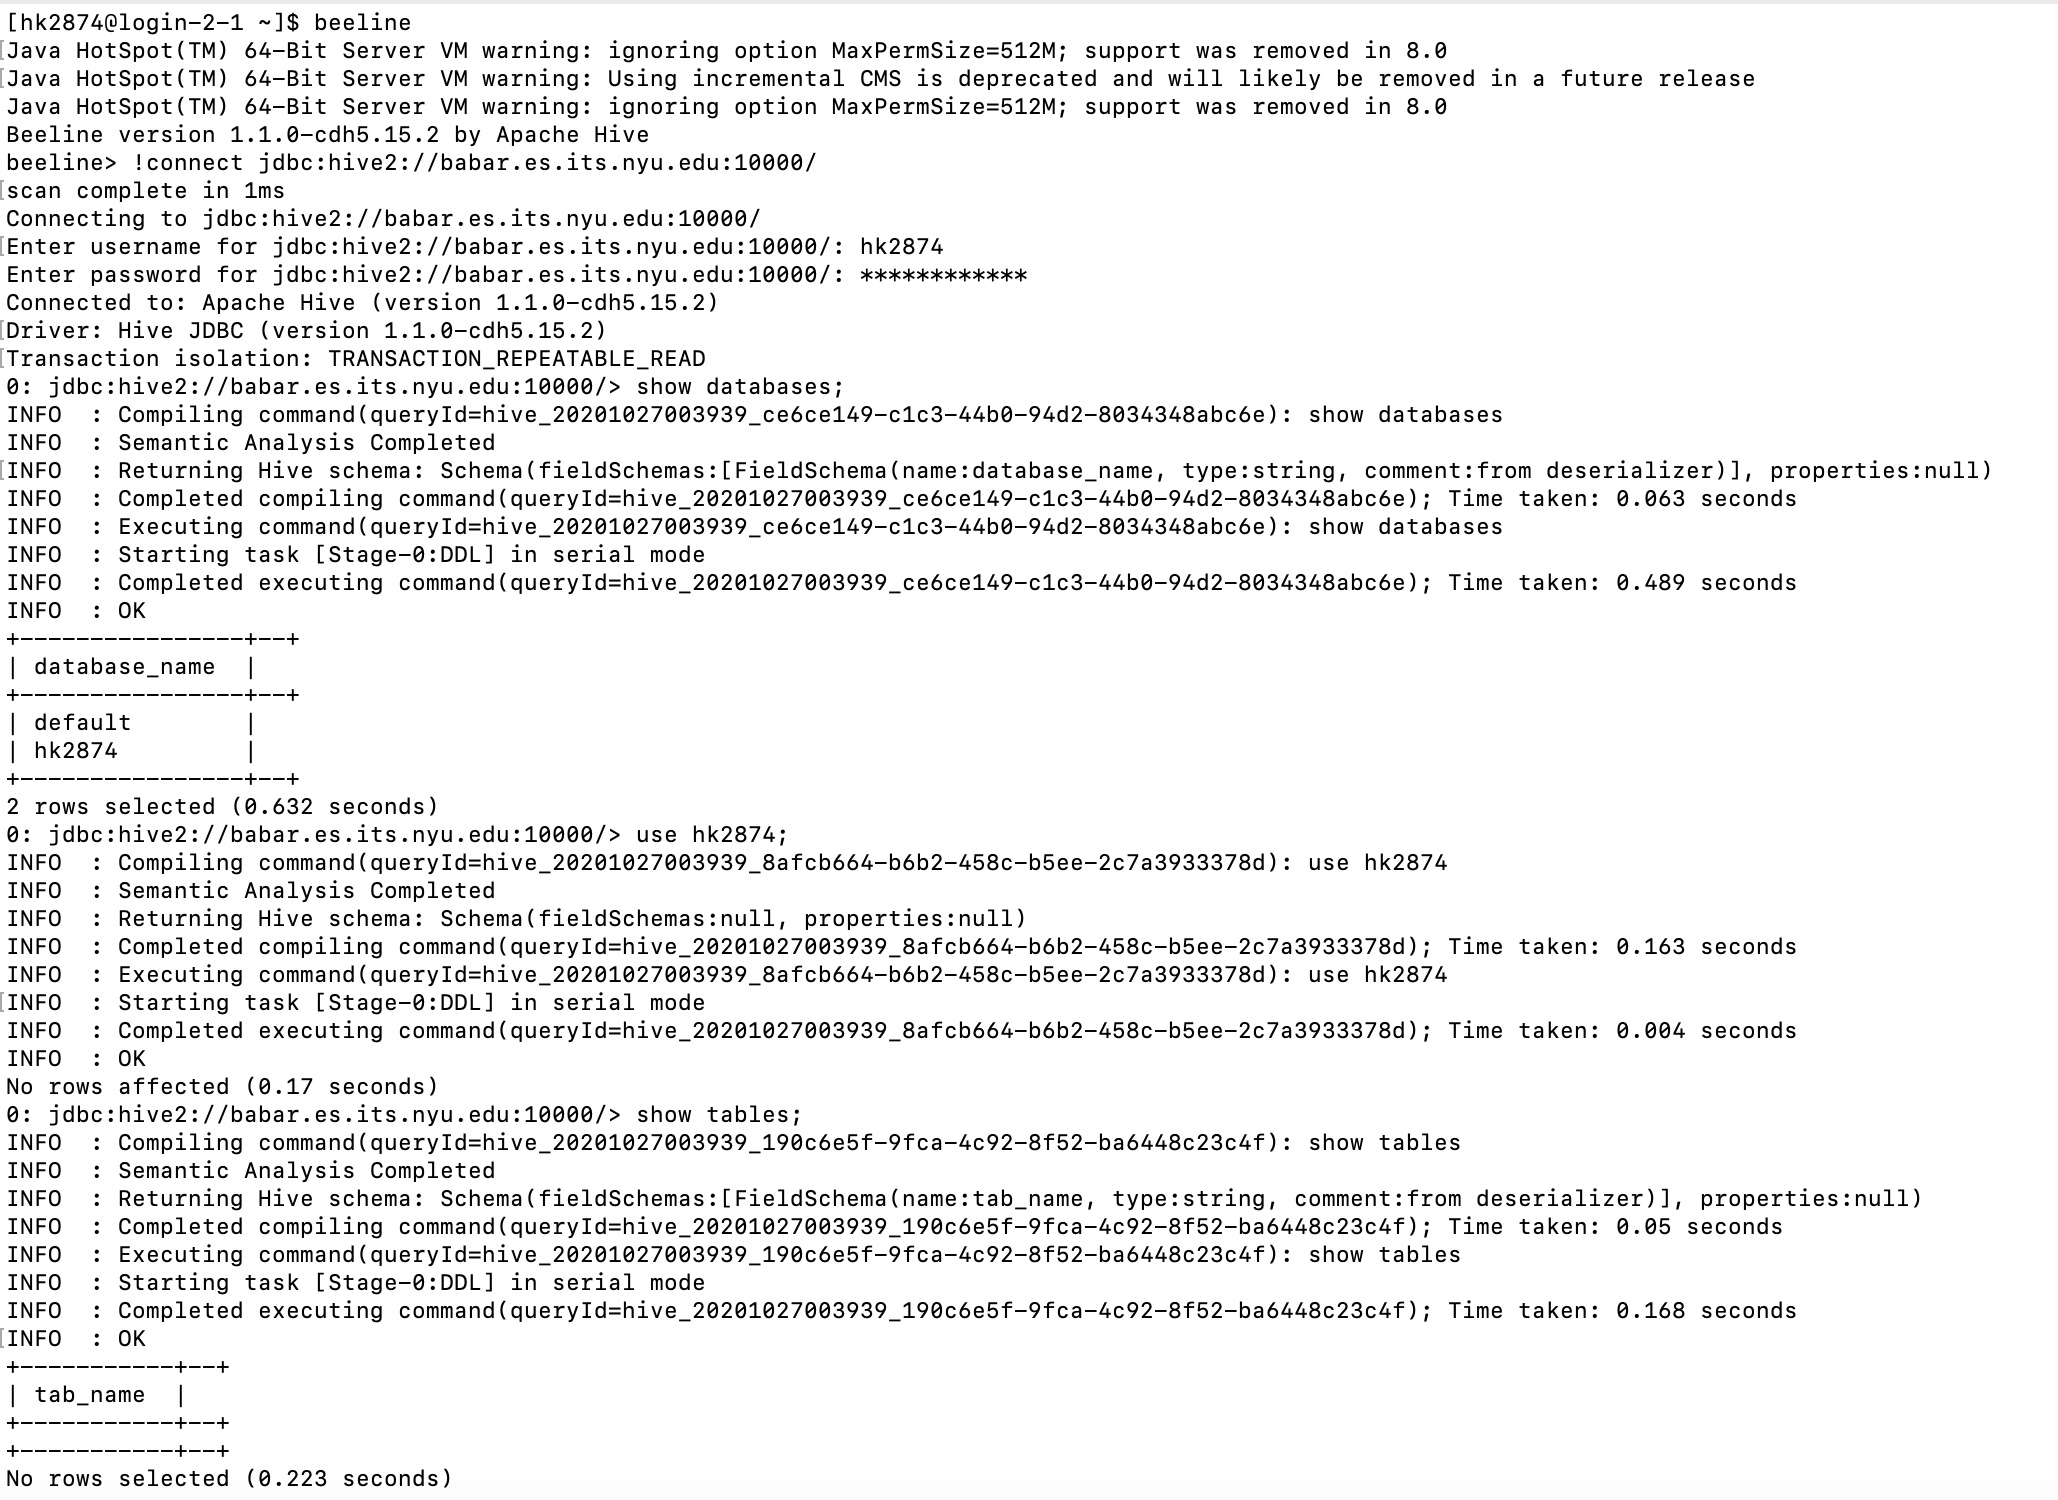 [hk2874@login-2-1 ~]$ beeline
Java HotSpot(TM) 64-Bit Server VM warning: ignoring option MaxPermSize=512M; support was removed in 8.0
Java HotSpot(TM) 64-Bit Server VM warning: Using incremental CMS is deprecated and will likely be removed in a future release
Java HotSpot(TM) 64-Bit Server VM warning: ignoring option MaxPermSize=512M; support was removed in 8.0
Beeline version 1.1.0-cdh5.15.2 by Apache Hive
beeline> !connect jdbc:hive2://babar.es.its.nyu.edu:10000/
scan complete in 1ms
Connecting to jdbc:hive2://babar.es.its.nyu.edu:10000/
Enter username for jdbc:hive2://babar.es.its.nyu.edu:10000/: hk2874
Enter password for jdbc:hive2://babar.es.its.nyu.edu:10000/: ************
Connected to: Apache Hive (version 1.1.0-cdh5.15.2)
Driver: Hive JDBC (version 1.1.0-cdh5.15.2)
Transaction isolation: TRANSACTION_REPEATABLE_READ
0: jdbc:hive2://babar.es.its.nyu.edu:10000/> show databases;
INFO  : Compiling command(queryId=hive_20201027003939_ce6ce149-c1c3-44b0-94d2-8034348abc6e): show databases
INFO  : Semantic Analysis Completed
INFO  : Returning Hive schema: Schema(fieldSchemas:[FieldSchema(name:database_name, type:string, comment:from deserializer)], properties:null)
INFO  : Completed compiling command(queryId=hive_20201027003939_ce6ce149-c1c3-44b0-94d2-8034348abc6e); Time taken: 0.063 seconds
INFO  : Executing command(queryId=hive_20201027003939_ce6ce149-c1c3-44b0-94d2-8034348abc6e): show databases
INFO  : Starting task [Stage-0:DDL] in serial mode
INFO  : Completed executing command(queryId=hive_20201027003939_ce6ce149-c1c3-44b0-94d2-8034348abc6e); Time taken: 0.489 seconds
INFO  : OK
+----------------+--+
| database_name  |
+----------------+--+
| default        |
| hk2874         |
+----------------+--+
2 rows selected (0.632 seconds)
0: jdbc:hive2://babar.es.its.nyu.edu:10000/> use hk2874;
INFO  : Compiling command(queryId=hive_20201027003939_8afcb664-b6b2-458c-b5ee-2c7a3933378d): use hk2874
INFO  : Semantic Analysis Completed
INFO  : Returning Hive schema: Schema(fieldSchemas:null, properties:null)
INFO  : Completed compiling command(queryId=hive_20201027003939_8afcb664-b6b2-458c-b5ee-2c7a3933378d); Time taken: 0.163 seconds
INFO  : Executing command(queryId=hive_20201027003939_8afcb664-b6b2-458c-b5ee-2c7a3933378d): use hk2874
INFO  : Starting task [Stage-0:DDL] in serial mode
INFO  : Completed executing command(queryId=hive_20201027003939_8afcb664-b6b2-458c-b5ee-2c7a3933378d); Time taken: 0.004 seconds
INFO  : OK
No rows affected (0.17 seconds)
0: jdbc:hive2://babar.es.its.nyu.edu:10000/> show tables;
INFO  : Compiling command(queryId=hive_20201027003939_190c6e5f-9fca-4c92-8f52-ba6448c23c4f): show tables
INFO  : Semantic Analysis Completed
INFO  : Returning Hive schema: Schema(fieldSchemas:[FieldSchema(name:tab_name, type:string, comment:from deserializer)], properties:null)
INFO  : Completed compiling command(queryId=hive_20201027003939_190c6e5f-9fca-4c92-8f52-ba6448c23c4f); Time taken: 0.05 seconds
INFO  : Executing command(queryId=hive_20201027003939_190c6e5f-9fca-4c92-8f52-ba6448c23c4f): show tables
INFO  : Starting task [Stage-0:DDL] in serial mode
INFO  : Completed executing command(queryId=hive_20201027003939_190c6e5f-9fca-4c92-8f52-ba6448c23c4f); Time taken: 0.168 seconds
INFO  : OK
+-----------+--+
| tab_name  |
+-----------+--+
+-----------+--+
No rows selected (0.223 seconds)